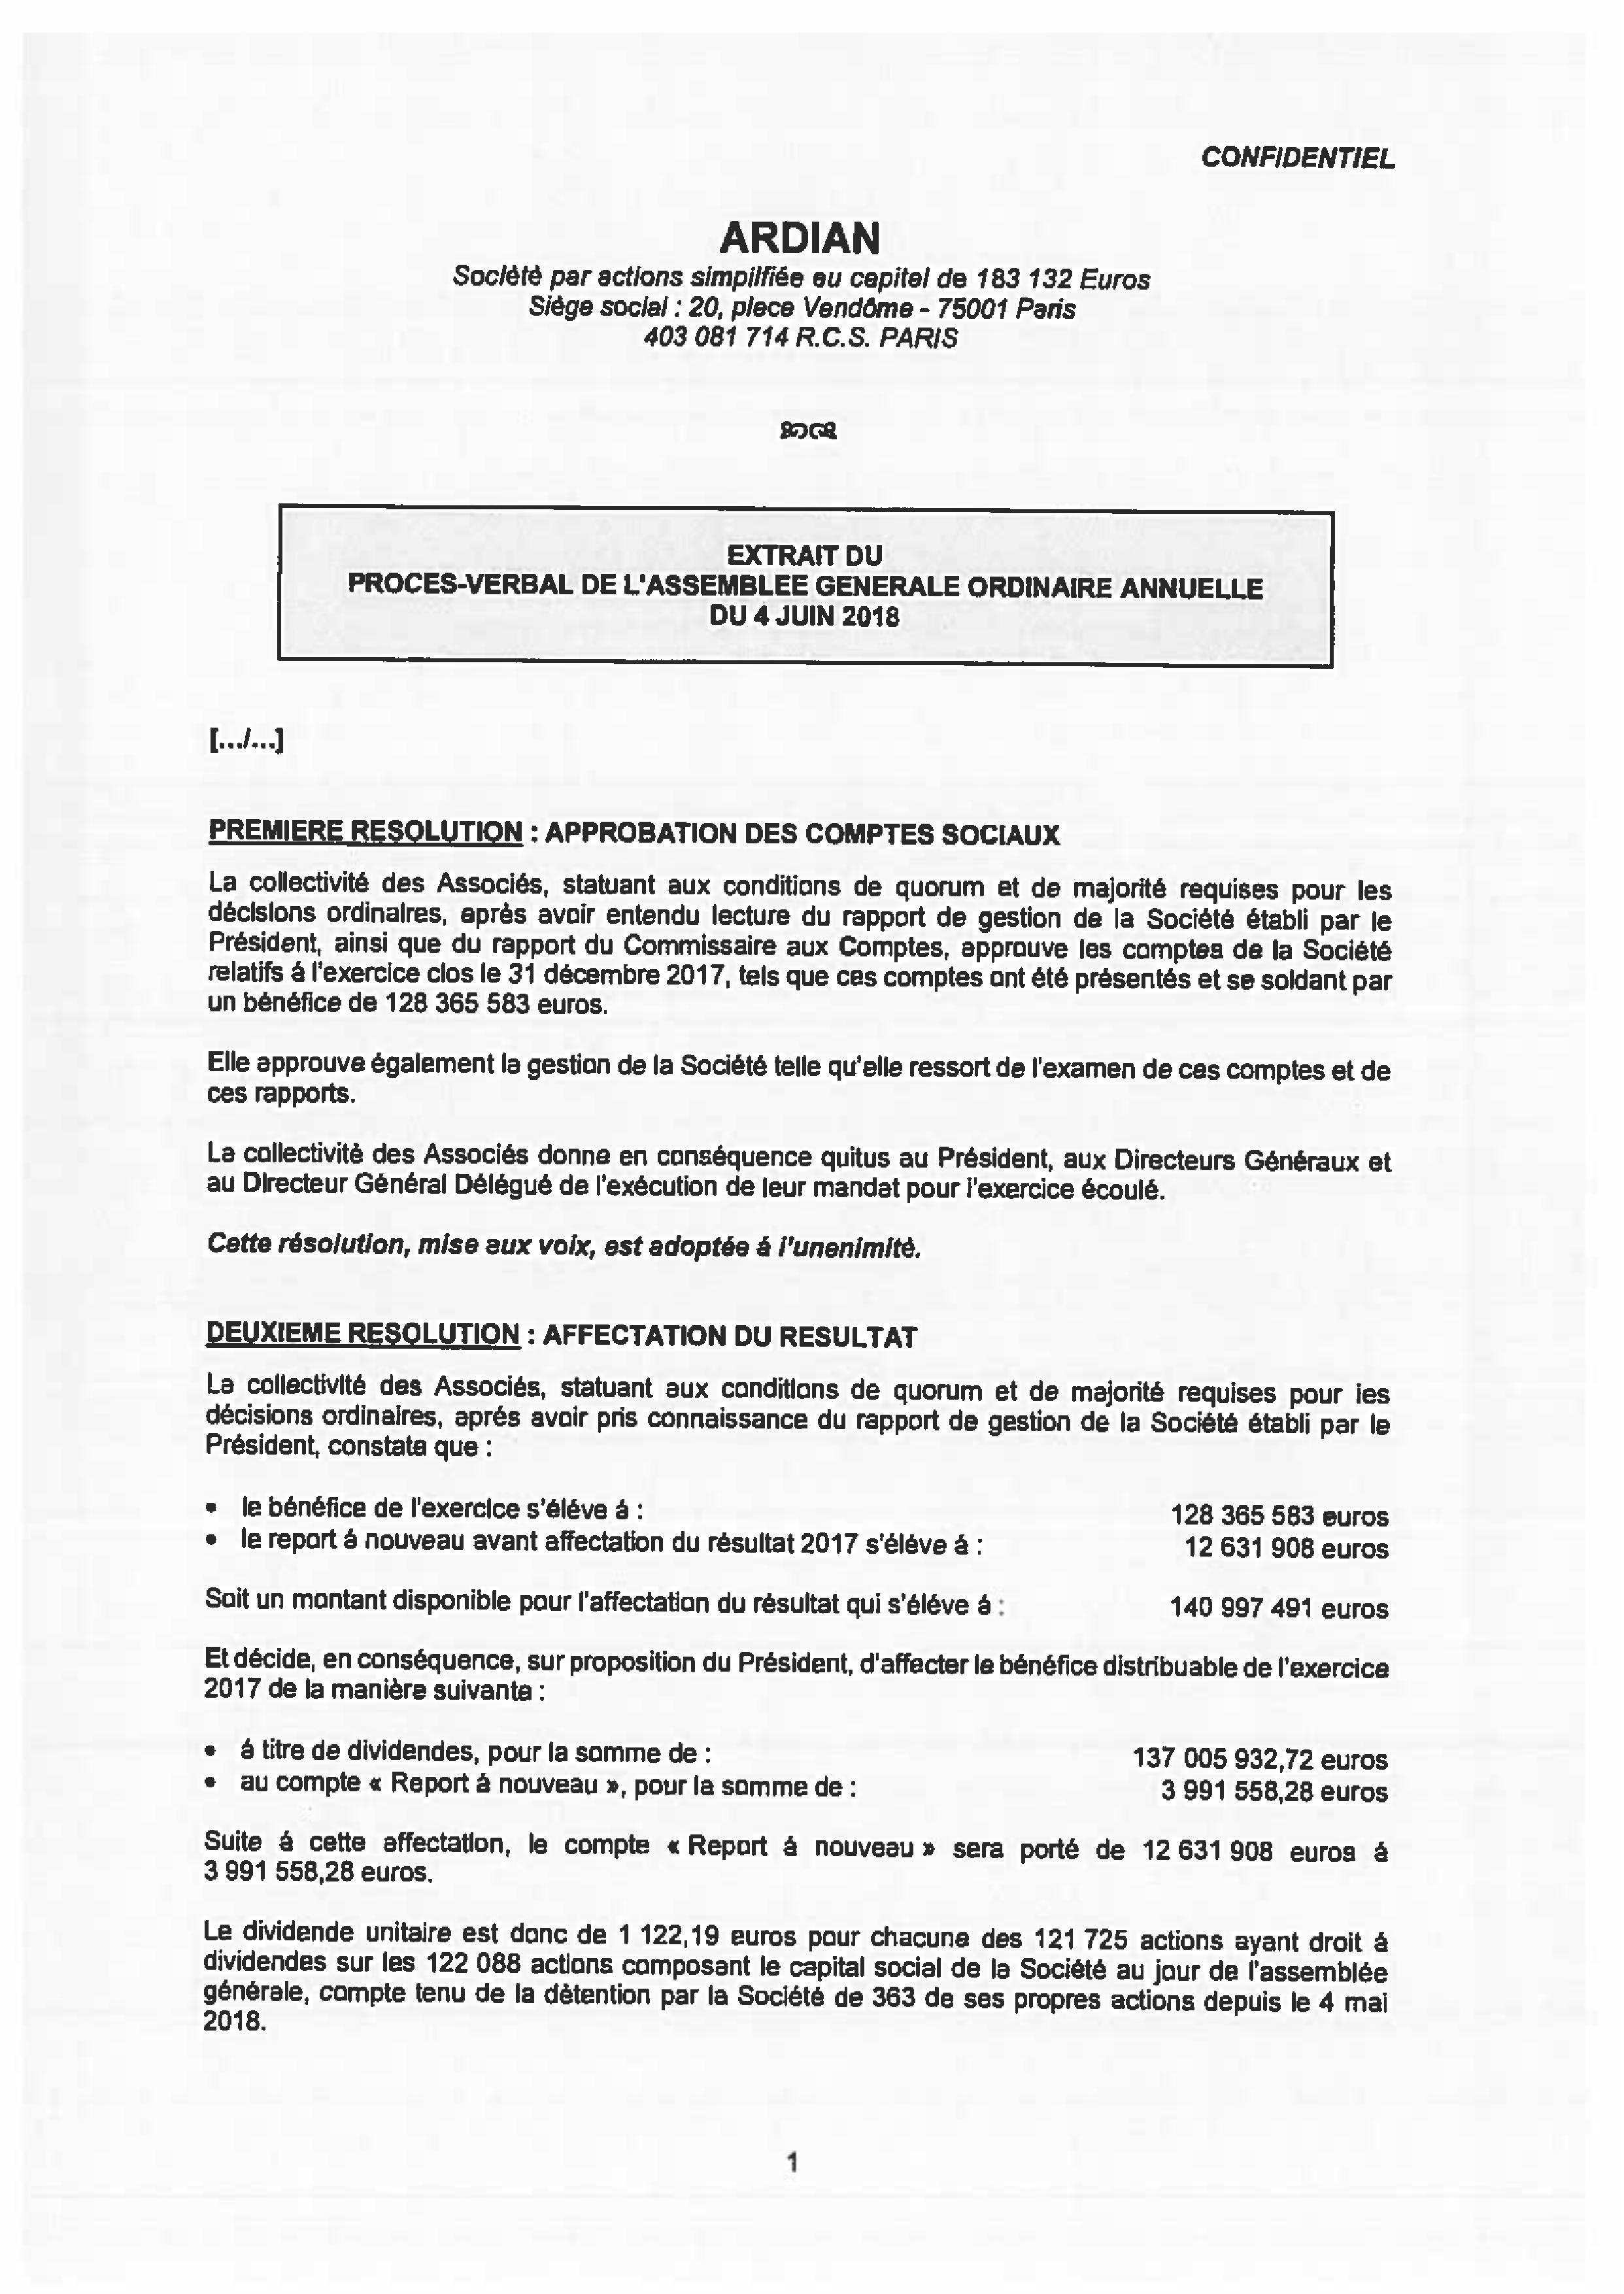 CONFIDENTIEL
ARDIAN
Société par actions simplifiée au capital de 183 132 Euros
Siège social : 20, place Vendôme - 75001 Paris
403 081 714 R.C.S. PARIS
EXTRAIT DU
PROCES-VERBAL DE L'ASSEMBLEE GENERALE ORDINAIRE ANNUELLE
DU 4 JUIN 2018
[.../...]
PREMIERE RESOLUTION : APPROBATION DES COMPTES SOCIAUX
La collectivité des Associés, statuant aux conditions de quorum et de majorité requises pour les
décisions ordinaires, après avoir entendu lecture du rapport de gestion de la Société établi par le
Président, ainsi que du rapport du Commissaire aux Comptes, approuve les comptes de la Société
relatifs à l'exercice clos le 31 décembre 2017, tels que ces comptes ont été présentés et se soldant par
un bénéfice de 128 365 583 euros.
Elle approuve également la gestion de la Société telle qu'elle ressort de l'examen de ces comptes et de
ces rapports.
La collectivité des Associés donne en conséquence quitus au Président, aux Directeurs Généraux et
au Directeur Général Délégué de l'exécution de leur mandat pour l'exercice écoulé.
Cette résolution, mise aux voix, est adoptée à l'unanimité.
DEUXIEME RESOLUTION : AFFECTATION DU RESULTAT
La collectivité des Associés, statuant aux conditions de quorum et de majorité requises pour les
décisions ordinaires, après avoir pris connaissance du rapport de gestion de la Société établi par le
Président, constate que :
• le bénéfice de l'exercice s'élève à : 128 365 583 euros
• le report à nouveau avant affectation du résultat 2017 s'élève à : 12 631 908 euros
Soit un montant disponible pour l'affectation du résultat qui s'élève à : 140 997 491 euros
Et décide, en conséquence, sur proposition du Président, d'affecter le bénéfice distribuable de l'exercice
2017 de la manière suivante :
• à titre de dividendes, pour la somme de : 137 005 932,72 euros
• au compte « Report à nouveau », pour la somme de : 3 991 558,28 euros
Suite à cette affectation, le compte « Report à nouveau » sera porté de 12 631 908 euros à
3 991 558,28 euros.
Le dividende unitaire est donc de 1 122,19 euros pour chacune des 121 725 actions ayant droit à
dividendes sur les 122 088 actions composant le capital social de la Société au jour de l'assemblée
générale, compte tenu de la détention par la Société de 363 de ses propres actions depuis le 4 mai
2018.
1